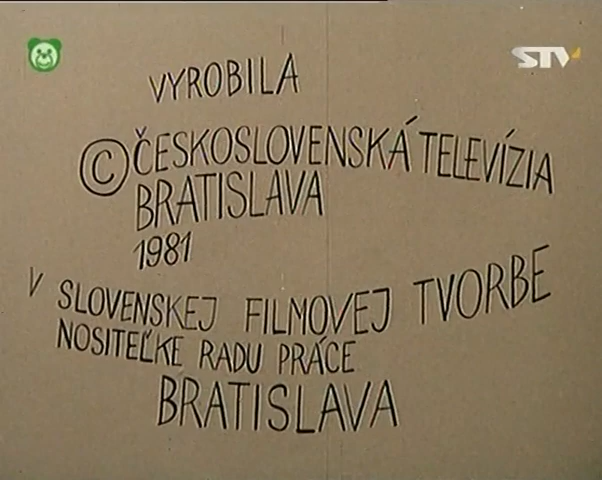 STV
VYROBILA
© ČESKOSLOVENSKÁ TELEVÍZIA
BRATISLAVA
1981
V SLOVENSKEJ FILMOVEJ TVORBE
NOSITEĽKE RADU PRÁCE
BRATISLAVA